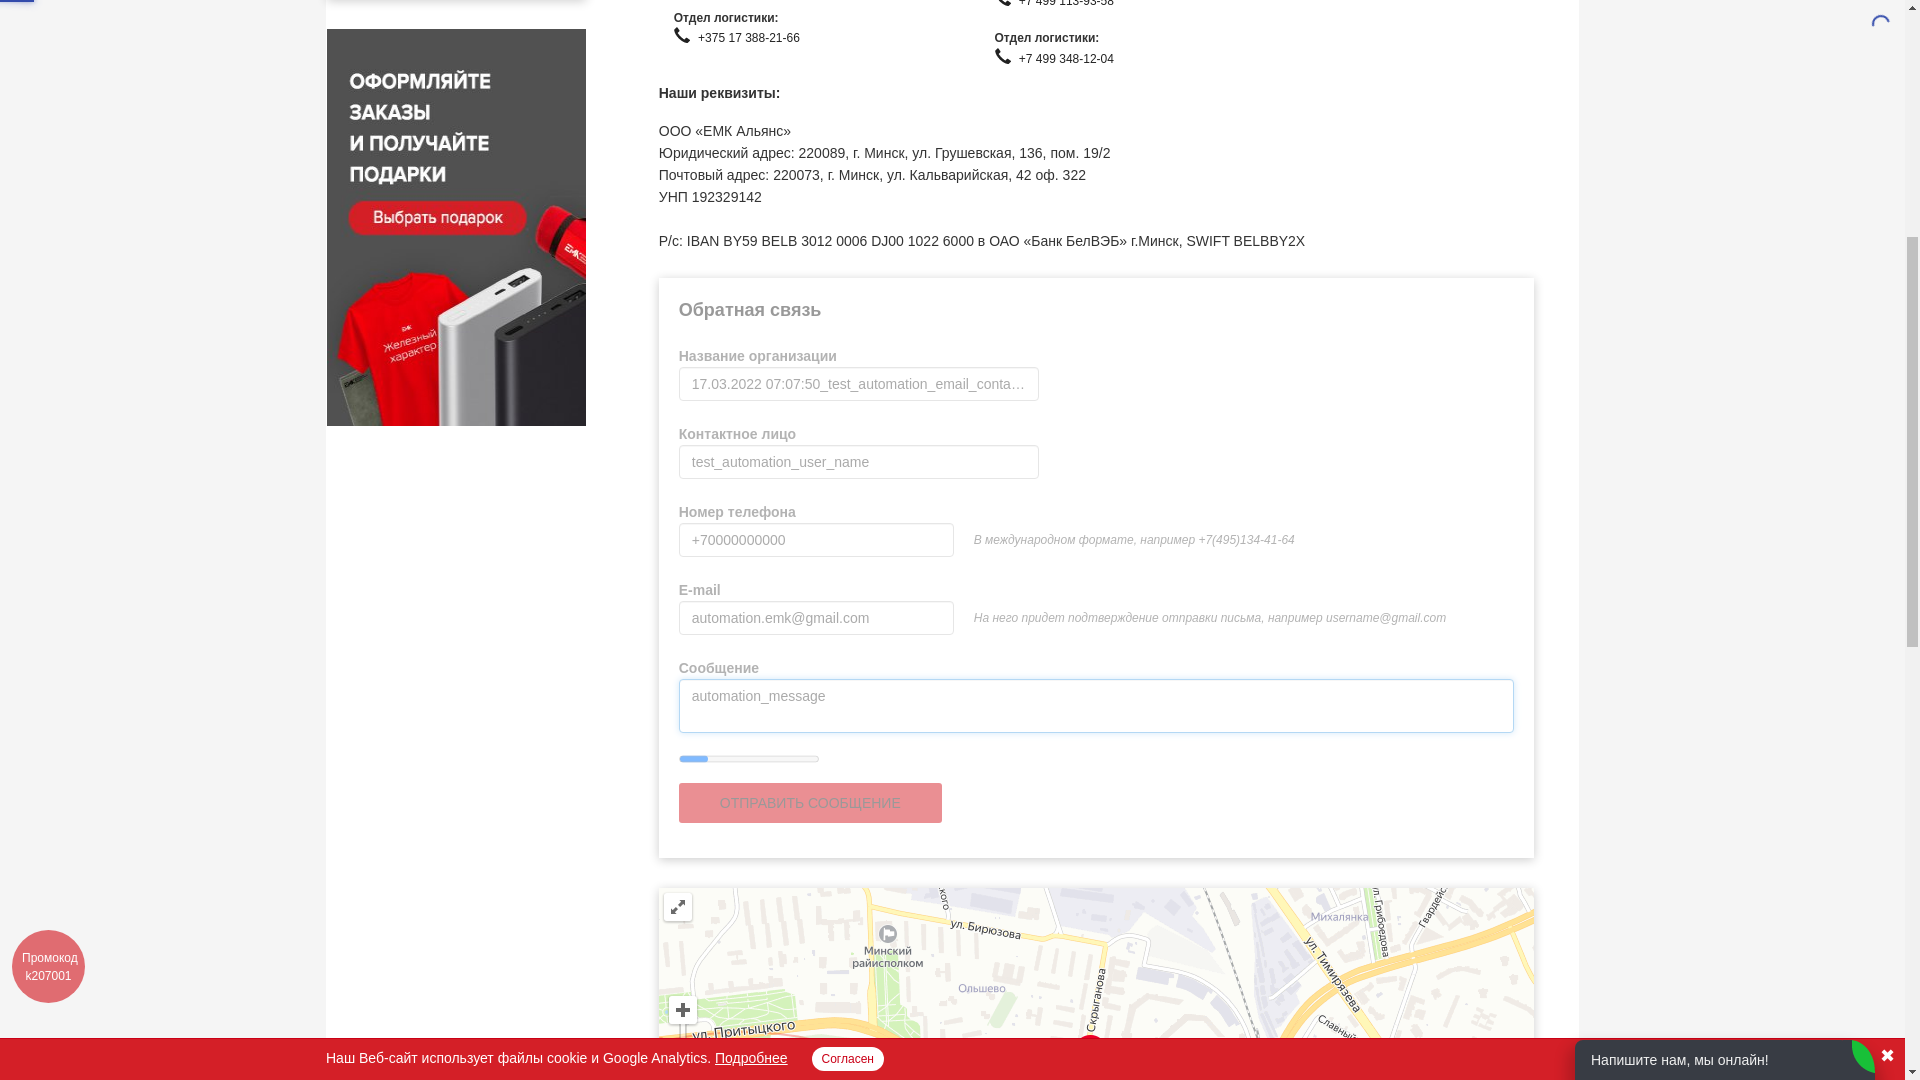 +7 499 113-93-58
Отдел логистики:
+375 17 388-21-66
Отдел логистики:
+7 499 348-12-04
ОФОРМЛЯЙТЕ
ЗАКАЗЫ
И ПОЛУЧАЙТЕ
ПОДАРКИ
Выбрать подарок
Железный
характер
Наши реквизиты:
ООО «ЕМК Альянс»
Юридический адрес: 220089, г. Минск, ул. Грушевская, 136, пом. 19/2
Почтовый адрес: 220073, г. Минск, ул. Кальварийская, 42 оф. 322
УНП 192329142
Р/с: IBAN BY59 BELB 3012 0006 DJ00 1022 6000 в ОАО «Банк БелВЭБ» г.Минск, SWIFT BELBBY2X
Обратная связь
Название организации
17.03.2022 07:07:50_test_automation_email_conta…
Контактное лицо
test_automation_user_name
Номер телефона
+70000000000
В международном формате, например +7(495)134-41-64
E-mail
automation.emk@gmail.com
На него придет подтверждение отправки письма, например username@gmail.com
Сообщение
automation_message
ОТПРАВИТЬ СООБЩЕНИЕ
ул. Бирюзова
Минский
райисполком
Ольшево
Скрыганова
ул. Притыцкого
Михалянка
ул. Грибоедова
Гвардейс
ул. Тимирязева
Славный
Промокод
k207001
Наш Веб-сайт использует файлы cookie и Google Analytics. Подробнее
Согласен
Напишите нам, мы онлайн!